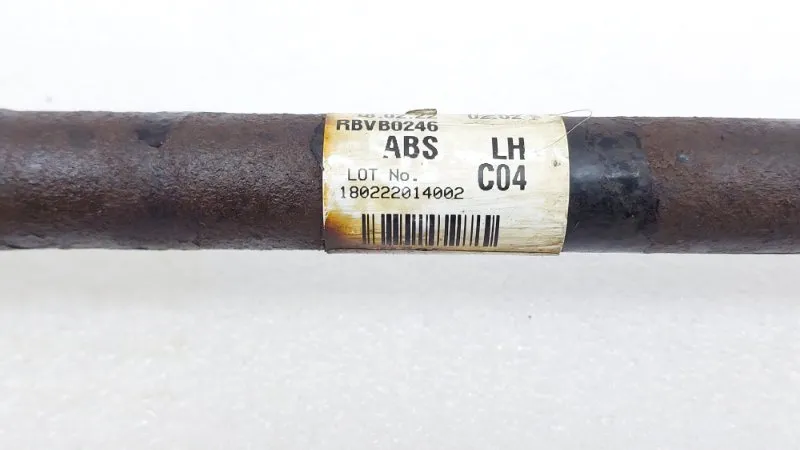 RBVB0246
ABS LH
LOT No. C04
180222014002